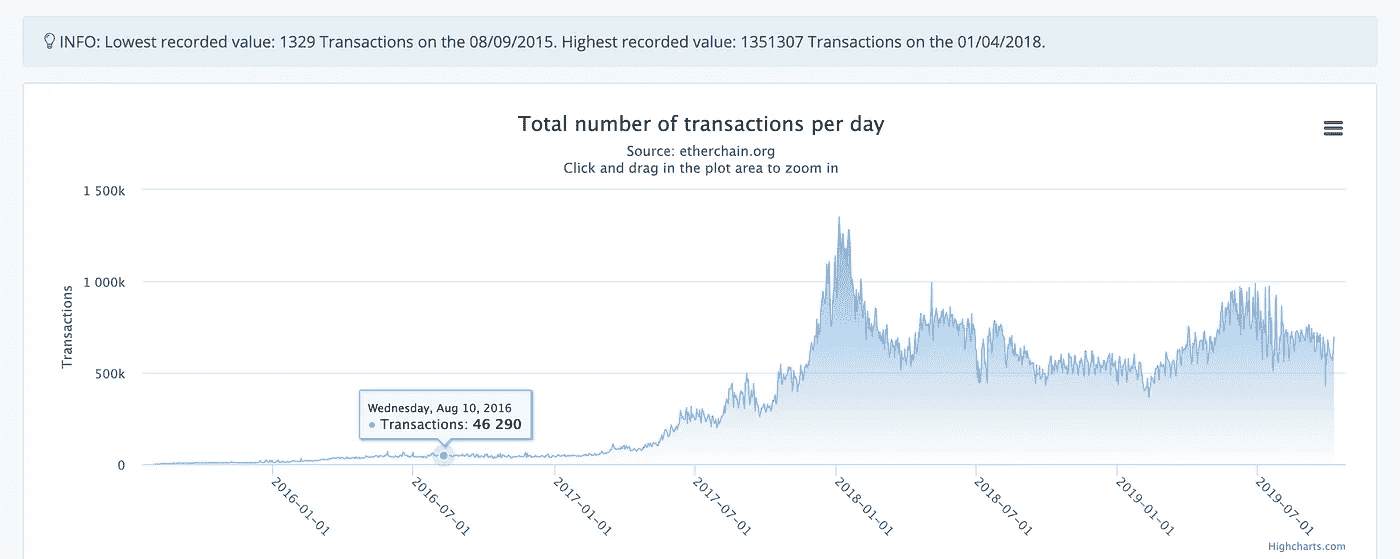 INFO: Lowest recorded value: 1329 Transactions on the 08/09/2015. Highest recorded value: 1351307 Transactions on the 01/04/2018.
Total number of transactions per day
Source: etherchain.org
Click and drag in the plot area to zoom in
Transactions
1 500k
1 000k
500k
0
Wednesday, Aug 10, 2016
Transactions: 46 290
2016-01-01
2016-07-01
2017-01-01
2017-07-01
2018-01-01
2018-07-01
2019-01-01
2019-07-01
Highcharts.com